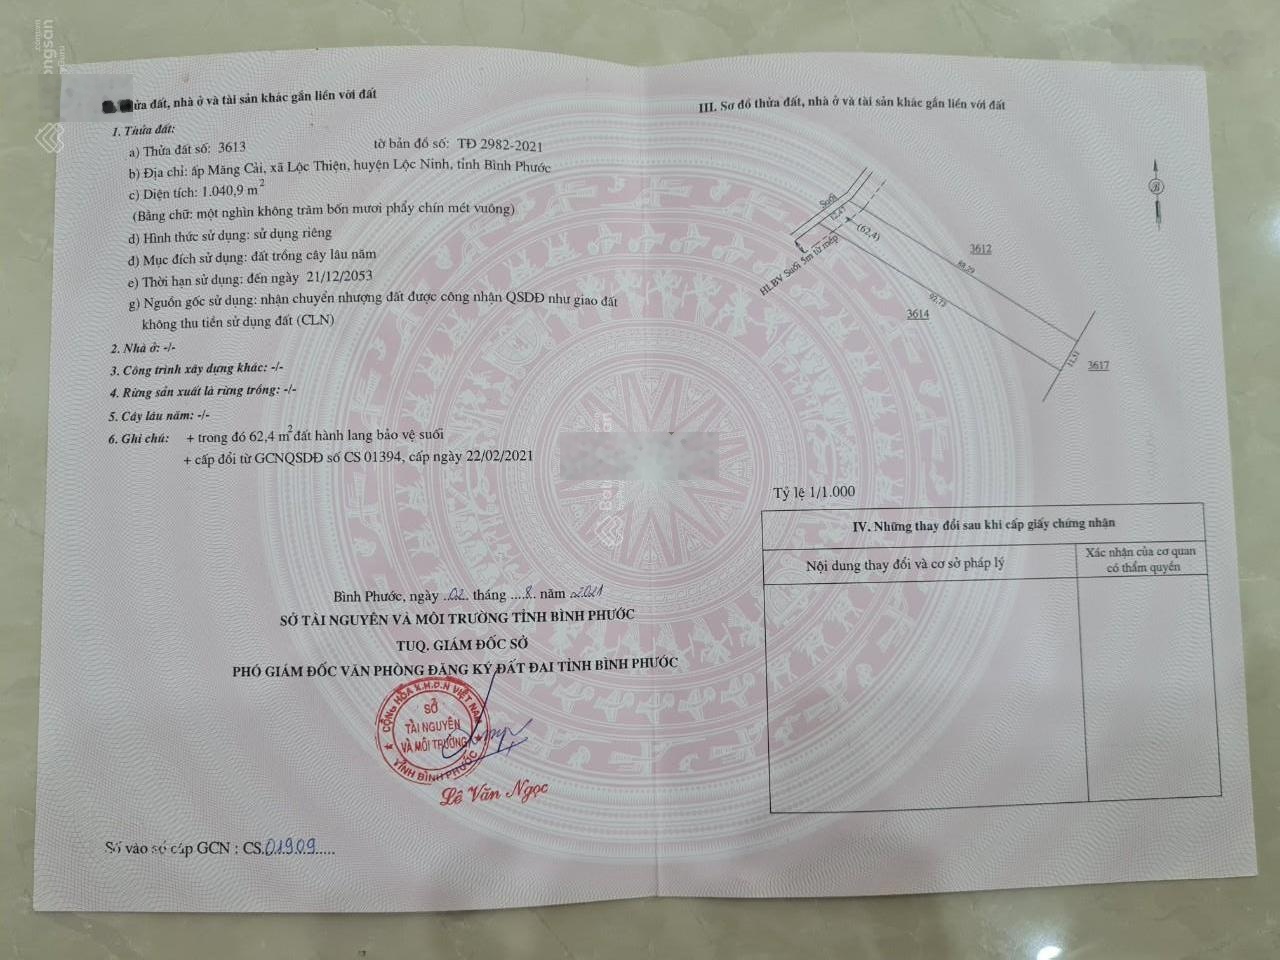 ửa đất, nhà ở và tài sản khác gắn liền với đất
1. Thửa đất:
a) Thửa đất số: 3613 tờ bản đồ số: TĐ 2982-2021
b) Địa chỉ: ấp Măng Cải, xã Lộc Thiện, huyện Lộc Ninh, tỉnh Bình Phước
c) Diện tích: 1.040,9 m²
(Bằng chữ: một nghìn không trăm bốn mươi phẩy chín mét vuông)
d) Hình thức sử dụng: sử dụng riêng
đ) Mục đích sử dụng: đất trồng cây lâu năm
e) Thời hạn sử dụng: đến ngày 21/12/2053
g) Nguồn gốc sử dụng: nhận chuyển nhượng đất được công nhận QSDĐ như giao đất
không thu tiền sử dụng đất (CLN)
2. Nhà ở: -/-
3. Công trình xây dựng khác: -/-
4. Rừng sản xuất là rừng trồng: -/-
5. Cây lâu năm: -/-
6. Ghi chú: + trong đó 62,4 m² đất hành lang bảo vệ suối
+ cấp đổi từ GCNQSDĐ số CS 01394, cấp ngày 22/02/2021
Bình Phước, ngày .02. tháng ....8.. năm 2021
SỞ TÀI NGUYÊN VÀ MÔI TRƯỜNG TỈNH BÌNH PHƯỚC
TUQ. GIÁM ĐỐC SỞ
PHÓ GIÁM ĐỐC VĂN PHÒNG ĐĂNG KÝ ĐẤT ĐAI TỈNH BÌNH PHƯỚC
CỘNG HÒA X.H.C.N VIỆT NAM
SỞ
TÀI NGUYÊN
VÀ MÔI TRƯỜNG
TỈNH BÌNH PHƯỚC
Lê Văn Ngọc
Số vào sổ cấp GCN : CS.01909.....
III. Sơ đồ thửa đất, nhà ở và tài sản khác gắn liền với đất
B
Suối
12,47
(62,4)
HLBV Suối 5m từ mép
3612
88,29
92,73
3614
11,51
3617
Tỷ lệ 1/1.000
IV. Những thay đổi sau khi cấp giấy chứng nhận
Nội dung thay đổi và cơ sở pháp lý
Xác nhận của cơ quan
có thẩm quyền